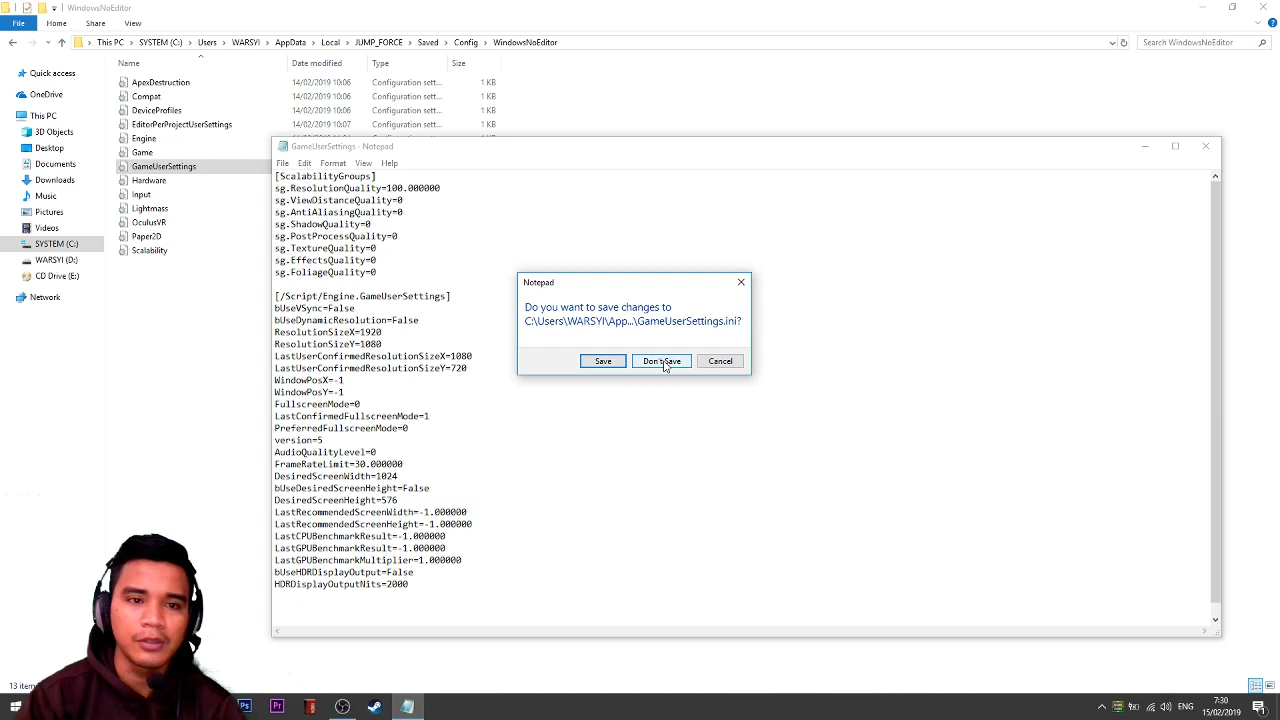 WindowsNoEditor
File
Home
Share
View
This PC
SYSTEM (C:)
Users
WARSYI
AppData
Local
JUMP_FORCE
Saved
Config
WindowsNoEditor
Search WindowsNoEditor
Name
Date modified
Type
Size
Quick access
OneDrive
This PC
3D Objects
Desktop
Documents
Downloads
Music
Pictures
Videos
SYSTEM (C:)
WARSYI (D:)
CD Drive (E:)
Network
ApexDestruction 14/02/2019 10:06 Configuration sett... 1 KB
Compat 14/02/2019 10:06 Configuration sett... 1 KB
DeviceProfiles 14/02/2019 10:06 Configuration sett... 1 KB
EditorPerProjectUserSettings 14/02/2019 10:07 Configuration sett... 1 KB
Engine
Game
GameUserSettings
Hardware
Input
Lightmass
OculusVR
Paper2D
Scalability
GameUserSettings - Notepad
File Edit Format View Help
[ScalabilityGroups]
sg.ResolutionQuality=100.000000
sg.ViewDistanceQuality=0
sg.AntiAliasingQuality=0
sg.ShadowQuality=0
sg.PostProcessQuality=0
sg.TextureQuality=0
sg.EffectsQuality=0
sg.FoliageQuality=0
[/Script/Engine.GameUserSettings]
bUseVSync=False
bUseDynamicResolution=False
ResolutionSizeX=1920
ResolutionSizeY=1080
LastUserConfirmedResolutionSizeX=1080
LastUserConfirmedResolutionSizeY=720
WindowPosX=-1
WindowPosY=-1
FullscreenMode=0
LastConfirmedFullscreenMode=1
PreferredFullscreenMode=0
version=5
AudioQualityLevel=0
FrameRateLimit=30.000000
DesiredScreenWidth=1024
bUseDesiredScreenHeight=False
DesiredScreenHeight=576
LastRecommendedScreenWidth=-1.000000
LastRecommendedScreenHeight=-1.000000
LastCPUBenchmarkResult=-1.000000
LastGPUBenchmarkResult=-1.000000
LastGPUBenchmarkMultiplier=1.000000
bUseHDRDisplayOutput=False
HDRDisplayOutputNits=2000
Notepad
Do you want to save changes to
C:\Users\WARSYI\App...\GameUserSettings.ini?
Save
Don't Save
Cancel
13 items
Ps
Pr
ENG
7:30
15/02/2019